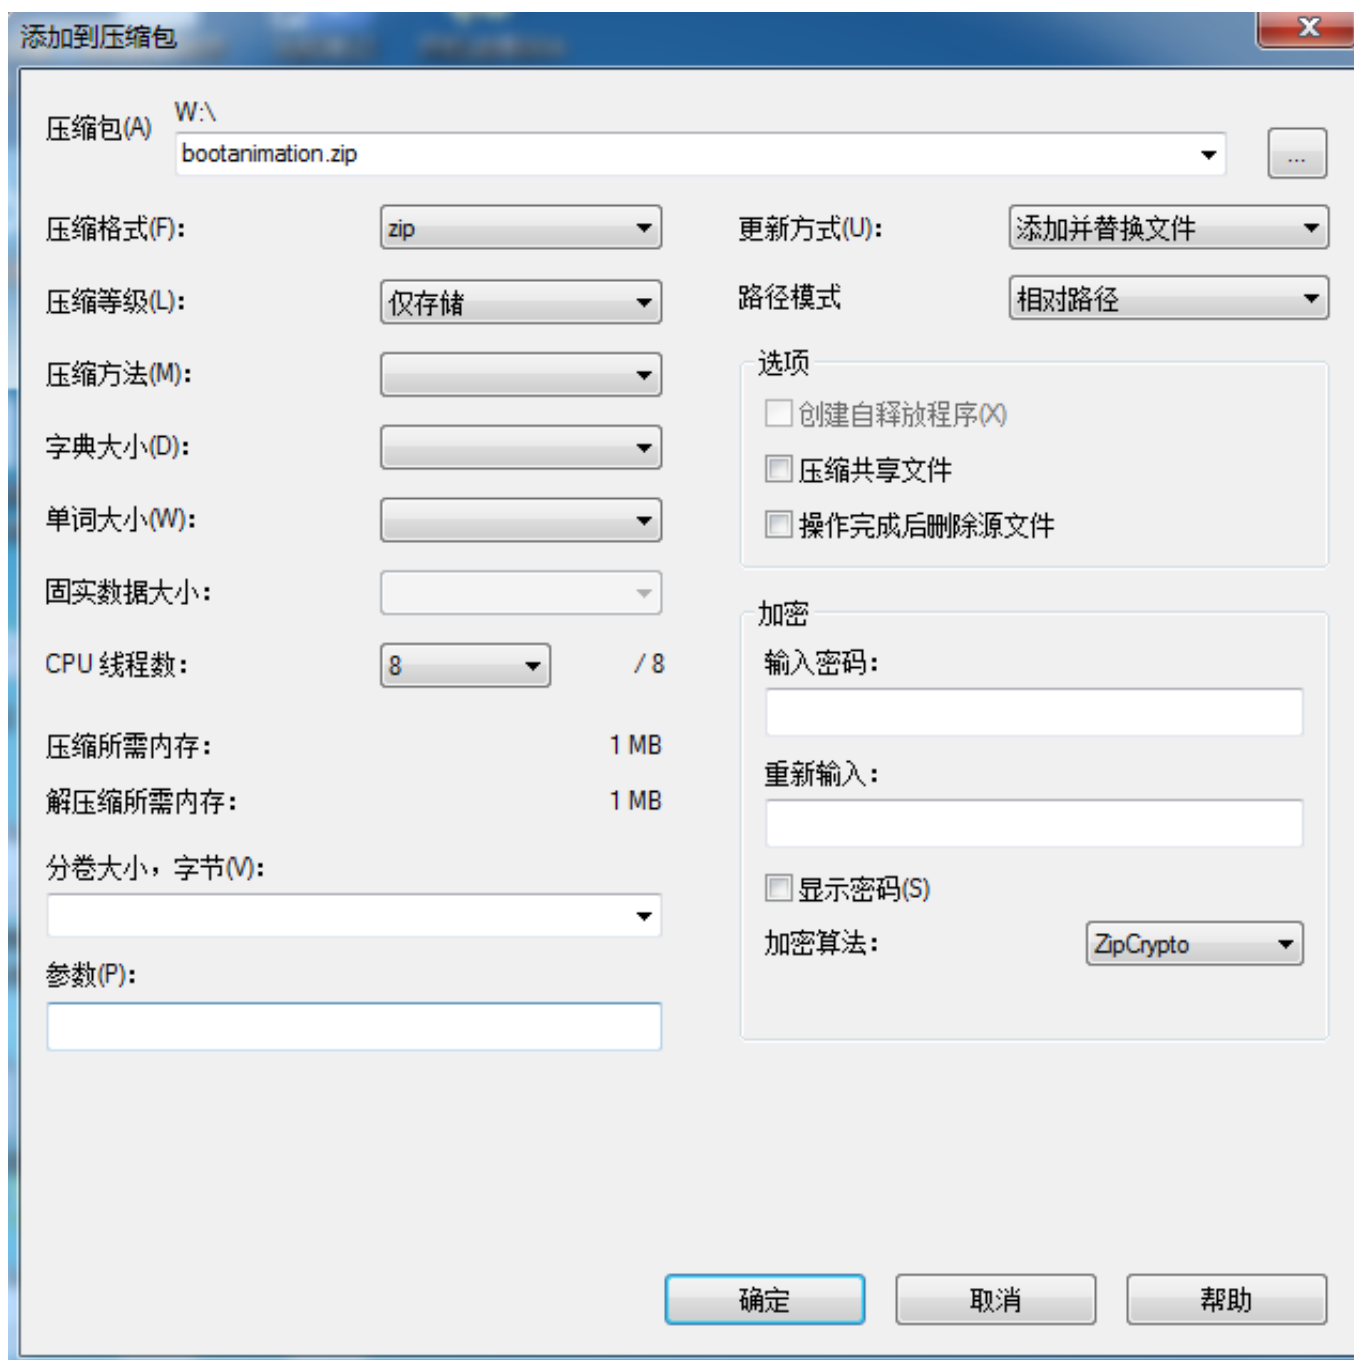 添加到压缩包
W:\
压缩包(A)
bootanimation.zip
...
压缩格式(F):
zip
更新方式(U):
添加并替换文件
压缩等级(L):
仅存储
路径模式
相对路径
压缩方法(M):
选项
创建自释放程序(X)
字典大小(D):
压缩共享文件
单词大小(W):
操作完成后删除源文件
固实数据大小:
加密
CPU 线程数:
8
/ 8
输入密码:
压缩所需内存:
1 MB
重新输入:
解压缩所需内存:
1 MB
分卷大小，字节(V):
显示密码(S)
加密算法:
ZipCrypto
参数(P):
确定
取消
帮助